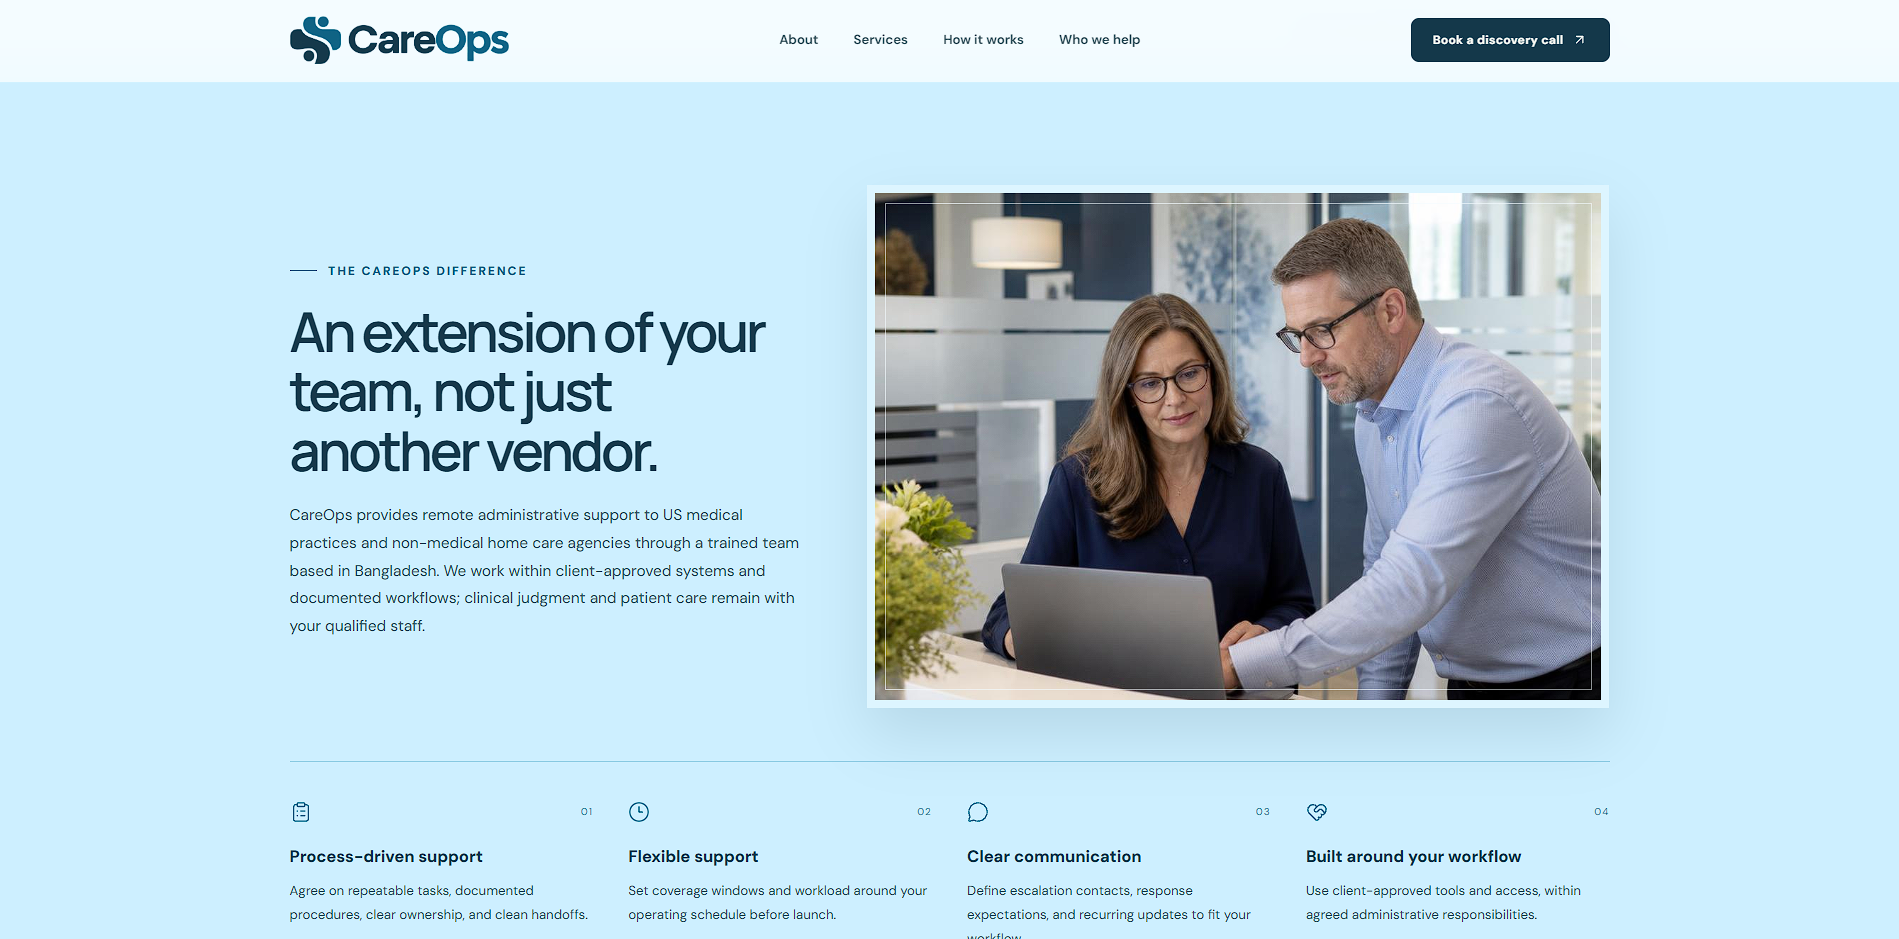 CareOps
About
Services
How it works
Who we help
Book a discovery call
THE CAREOPS DIFFERENCE
An extension of your
team, not just
another vendor.
CareOps provides remote administrative support to US medical
practices and non-medical home care agencies through a trained team
based in Bangladesh. We work within client-approved systems and
documented workflows; clinical judgment and patient care remain with
your qualified staff.
01
Process-driven support
Agree on repeatable tasks, documented
procedures, clear ownership, and clean handoffs.
02
Flexible support
Set coverage windows and workload around your
operating schedule before launch.
03
Clear communication
Define escalation contacts, response
expectations, and recurring updates to fit your
workflow.
04
Built around your workflow
Use client-approved tools and access, within
agreed administrative responsibilities.